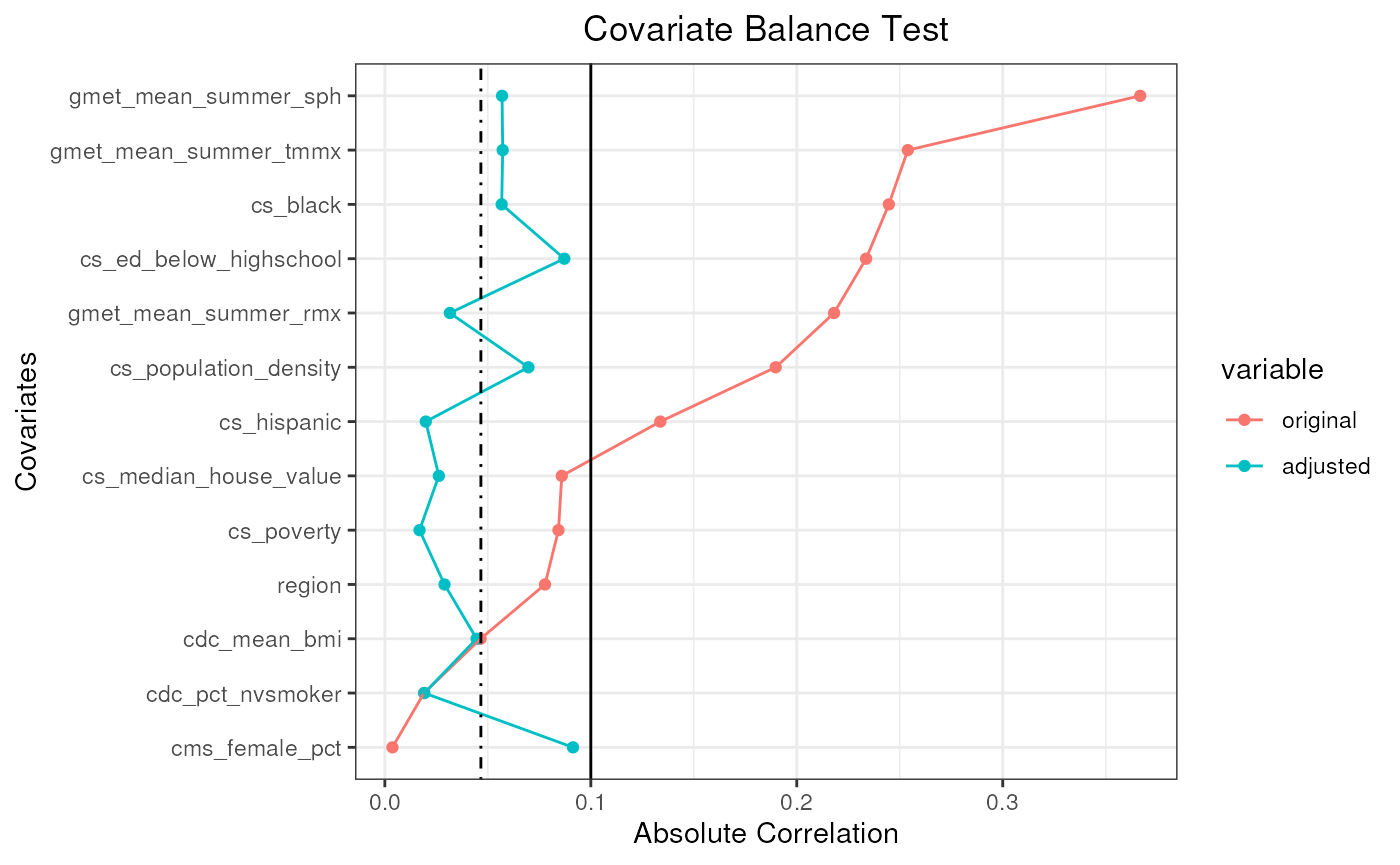 Covariate Balance Test
Covariates
gmet_mean_summer_sph
gmet_mean_summer_tmmx
cs_black
cs_ed_below_highschool
gmet_mean_summer_rmx
cs_population_density
cs_hispanic
cs_median_house_value
cs_poverty
region
cdc_mean_bmi
cdc_pct_nvsmoker
cms_female_pct
0.0 0.1 0.2 0.3
Absolute Correlation
variable
original
adjusted